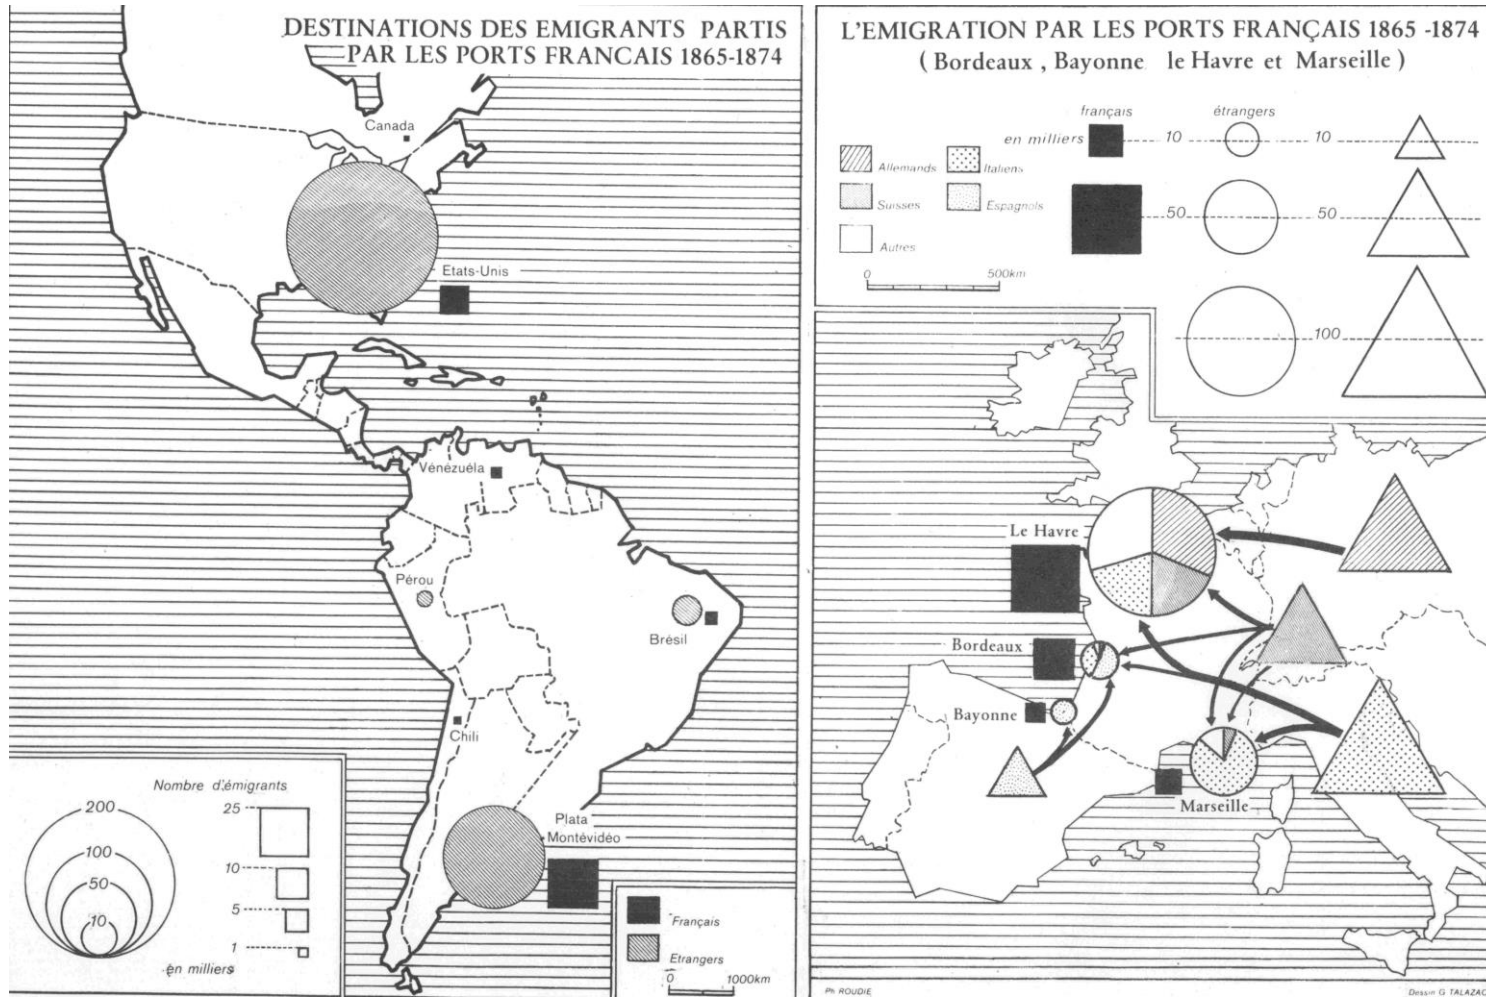 DESTINATIONS DES EMIGRANTS PARTIS
PAR LES PORTS FRANCAIS 1865-1874
Canada
Etats-Unis
Vénézuéla
Pérou
Brésil
Chili
Plata
Montévidéo
Nombre d'émigrants
200
100
50
10
25
10
5
1
en milliers
Français
Etrangers
0 1000km
L'EMIGRATION PAR LES PORTS FRANÇAIS 1865 -1874
( Bordeaux , Bayonne le Havre et Marseille )
français étrangers
en milliers 10 10
50 50
100
Allemands Italiens
Suisses Espagnols
Autres
0 500km
Le Havre
Bordeaux
Bayonne
Marseille
Ph ROUDIE
Dessin G TALAZAC